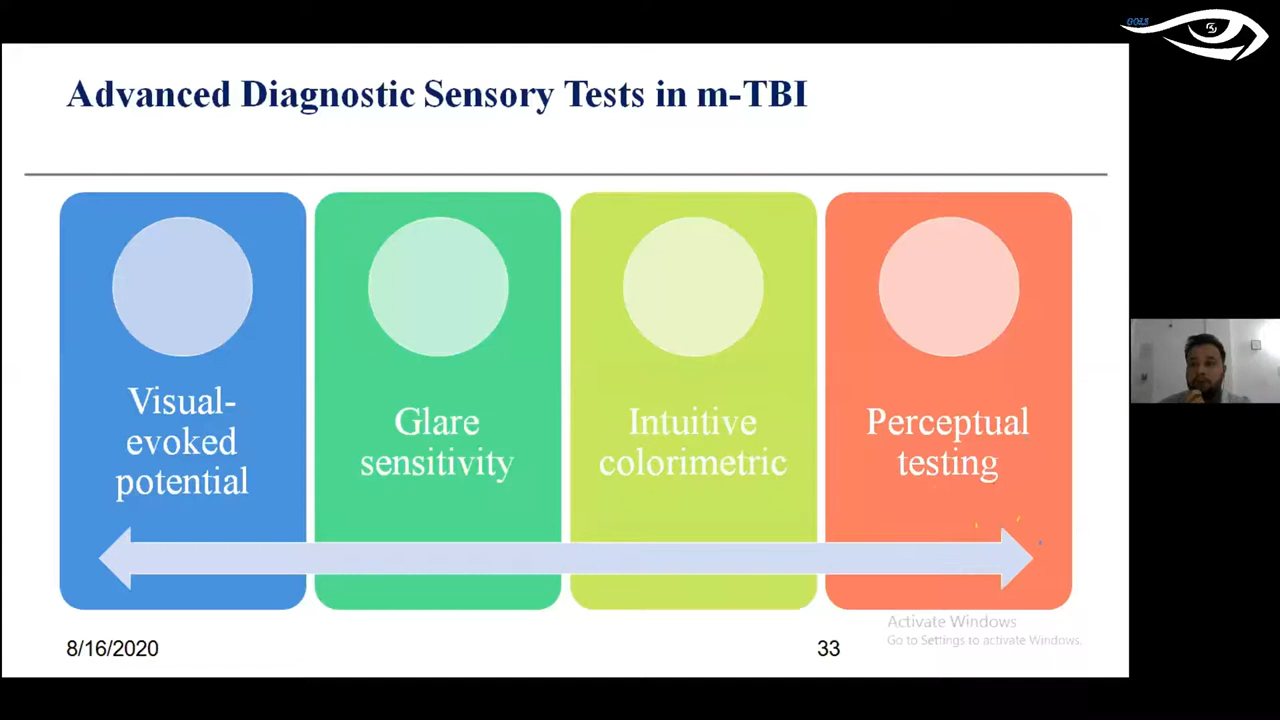 GOLS
Advanced Diagnostic Sensory Tests in m-TBI
Visual-
evoked
potential
Glare
sensitivity
Intuitive
colorimetric
Perceptual
testing
8/16/2020
33
Activate Windows
Go to Settings to activate Windows.